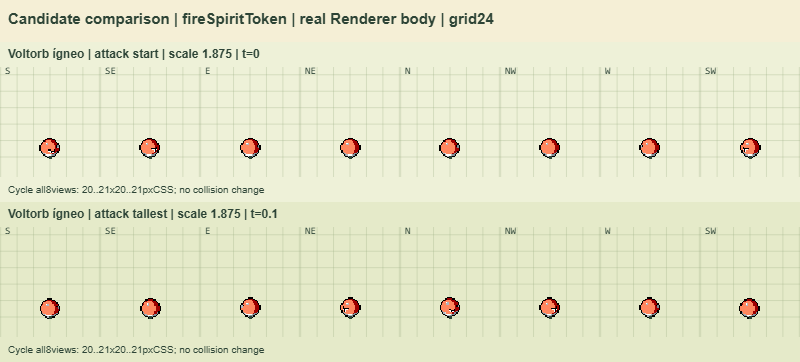 Candidate comparison | fireSpiritToken | real Renderer body | grid24
Voltorb ígneo | attack start | scale 1.875 | t=0
S SE E NE N NW W SW
Cycle all8views: 20..21x20..21pxCSS; no collision change
Voltorb ígneo | attack tallest | scale 1.875 | t=0.1
S SE E NE N NW W SW
Cycle all8views: 20..21x20..21pxCSS; no collision change